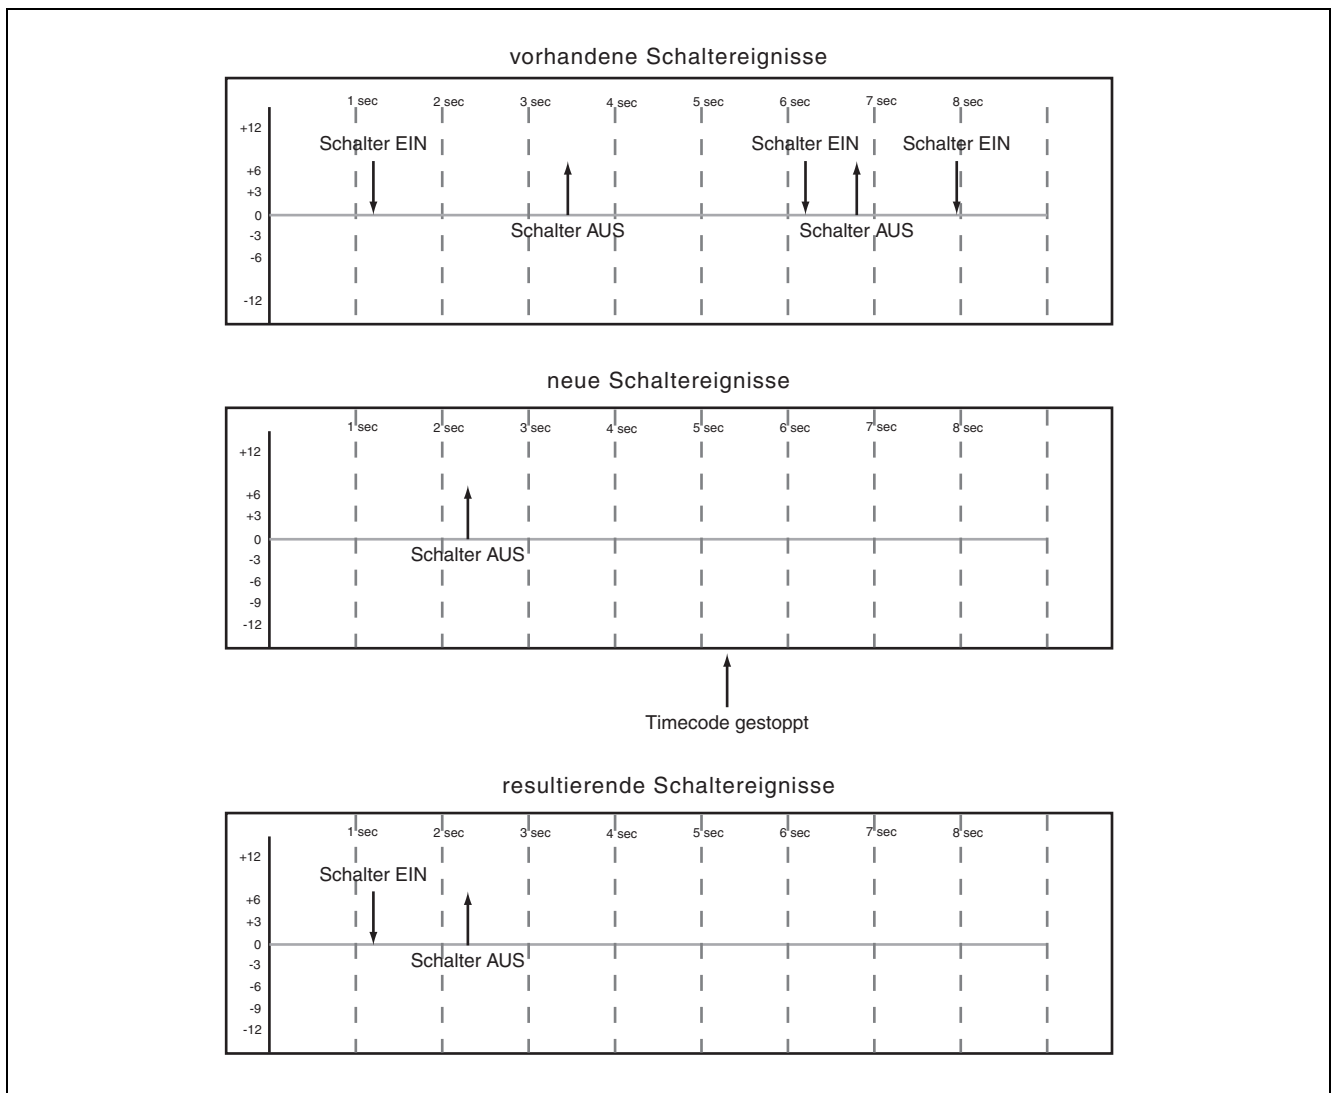 vorhandene Schaltereignisse
1 sec 2 sec 3 sec 4 sec 5 sec 6 sec 7 sec 8 sec
+12
Schalter EIN Schalter EIN Schalter EIN
+6
+3
0
Schalter AUS Schalter AUS
-3
-6
-12
neue Schaltereignisse
1 sec 2 sec 3 sec 4 sec 5 sec 6 sec 7 sec 8 sec
+12
+6
+3
0
Schalter AUS
-3
-6
-9
-12
Timecode gestoppt
resultierende Schaltereignisse
1 sec 2 sec 3 sec 4 sec 5 sec 6 sec 7 sec 8 sec
+12
Schalter EIN
+6
+3
0
Schalter AUS
-3
-6
-9
-12